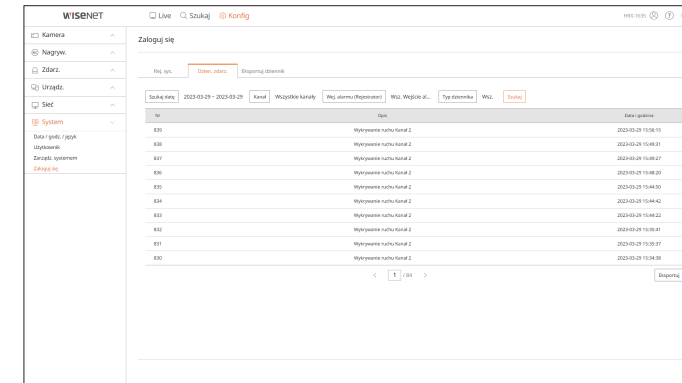 WISENET
Live Szukaj Konfig
HRX-1635 ?
Kamera
Nagryw.
Zdarz.
Urządz.
Sieć
System
Data / godz. / język
Użytkownik
Zarządz. systemem
Zaloguj się
Zaloguj się
Rej. sys. Dzien. zdarz. Eksportuj dziennik
Szukaj datę 2023-03-29 ~ 2023-03-29 Kanał Wszystkie kanały Wej. alarmu (Rejestrator) Wsz. Wejście al... Typ dziennika Wsz. Szukaj
Nr Opis Data i godzina
839 Wykrywanie ruchu Kanał 2 2023-03-29 15:56:15
838 Wykrywanie ruchu Kanał 2 2023-03-29 15:49:31
837 Wykrywanie ruchu Kanał 2 2023-03-29 15:49:27
836 Wykrywanie ruchu Kanał 2 2023-03-29 15:48:20
835 Wykrywanie ruchu Kanał 2 2023-03-29 15:44:50
834 Wykrywanie ruchu Kanał 2 2023-03-29 15:44:42
833 Wykrywanie ruchu Kanał 2 2023-03-29 15:44:22
832 Wykrywanie ruchu Kanał 2 2023-03-29 15:35:41
831 Wykrywanie ruchu Kanał 2 2023-03-29 15:35:37
830 Wykrywanie ruchu Kanał 2 2023-03-29 15:34:38
< 1 / 84 >
Eksportuj